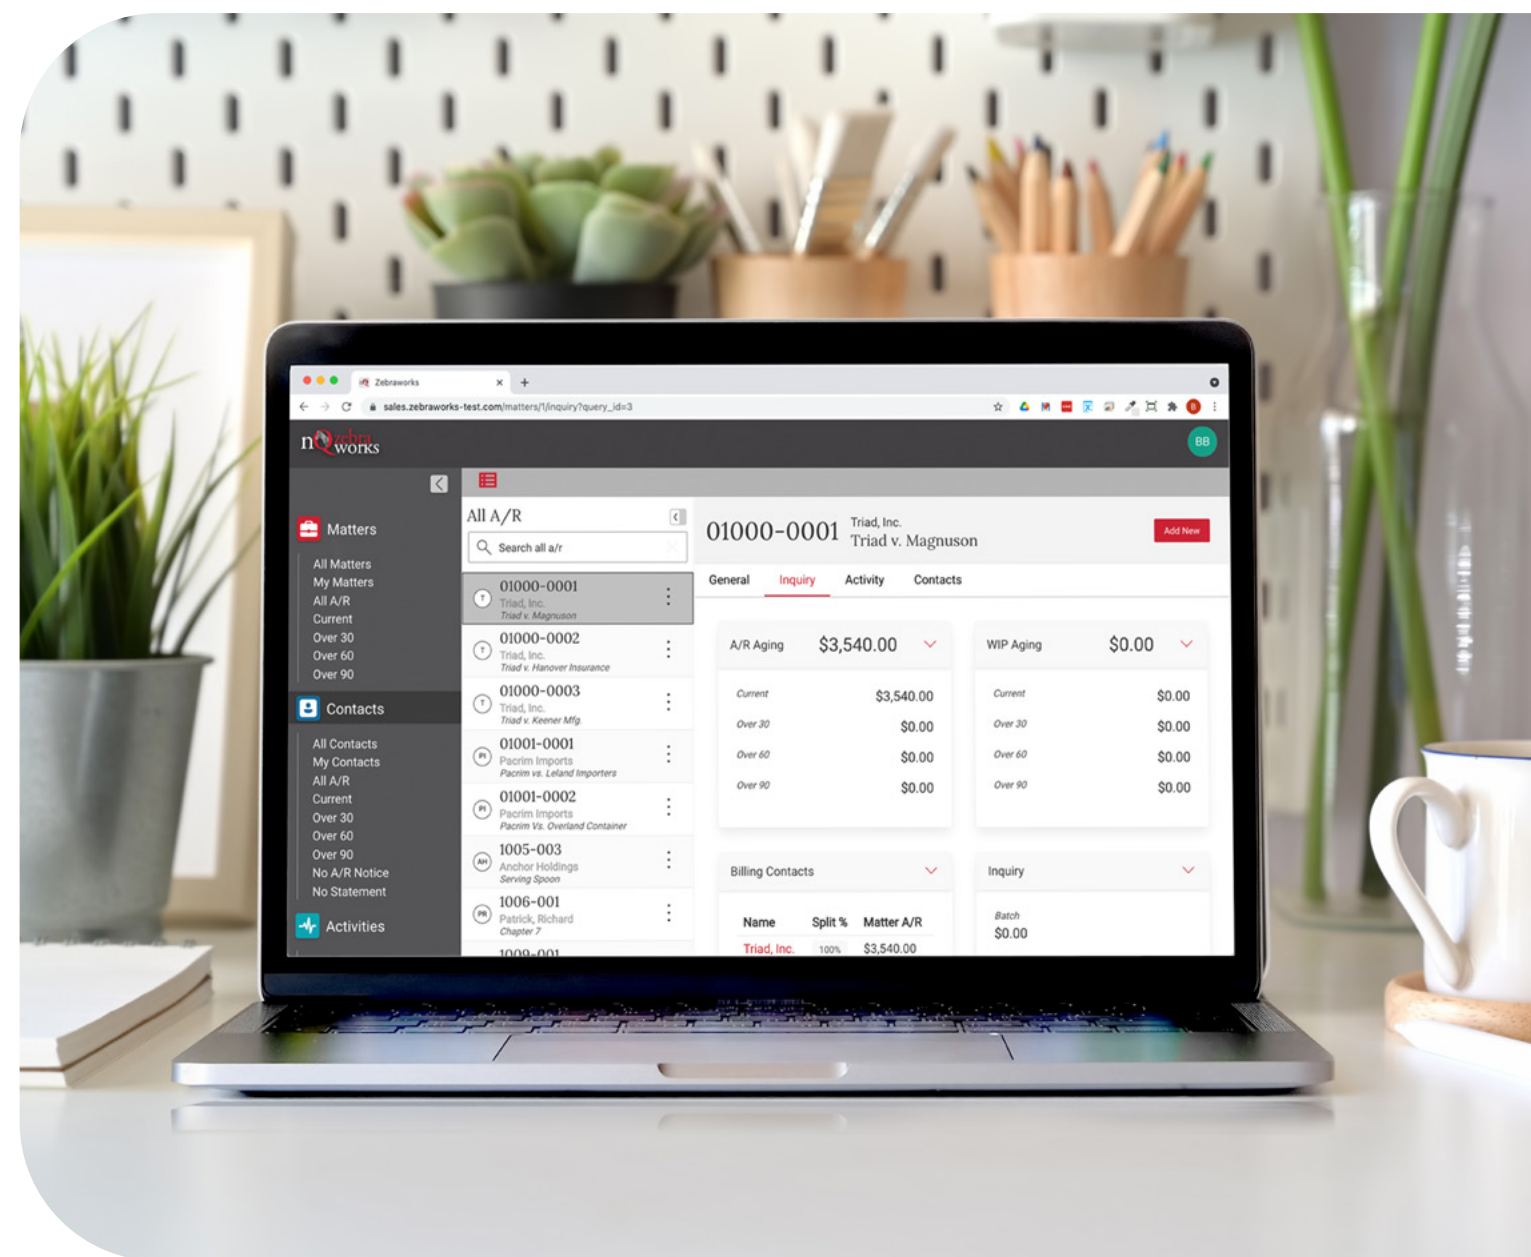 Zebraworks
sales.zebraworks-test.com/matters/1/inquiry?query_id=3
nQzebra
works
BB
Matters
All Matters
My Matters
All A/R
Current
Over 30
Over 60
Over 90
Contacts
All Contacts
My Contacts
All A/R
Current
Over 30
Over 60
Over 90
No A/R Notice
No Statement
Activities
All A/R
Search all a/r
T
01000-0001
Triad, Inc.
Triad v. Magnuson
T
01000-0002
Triad, Inc.
Triad v. Hanover Insurance
T
01000-0003
Triad, Inc.
Triad v. Keener Mfg.
PI
01001-0001
Pacrim Imports
Pacrim vs. Leland Importers
PI
01001-0002
Pacrim Imports
Pacrim Vs. Overland Container
AH
1005-003
Anchor Holdings
Serving Spoon
PR
1006-001
Patrick, Richard
Chapter 7
1009-001
01000-0001
Triad, Inc.
Triad v. Magnuson
Add New
General Inquiry Activity Contacts
A/R Aging $3,540.00
Current $3,540.00
Over 30 $0.00
Over 60 $0.00
Over 90 $0.00
WIP Aging $0.00
Current $0.00
Over 30 $0.00
Over 60 $0.00
Over 90 $0.00
Billing Contacts
Name Split % Matter A/R
Triad, Inc. 100% $3,540.00
Inquiry
Batch
$0.00